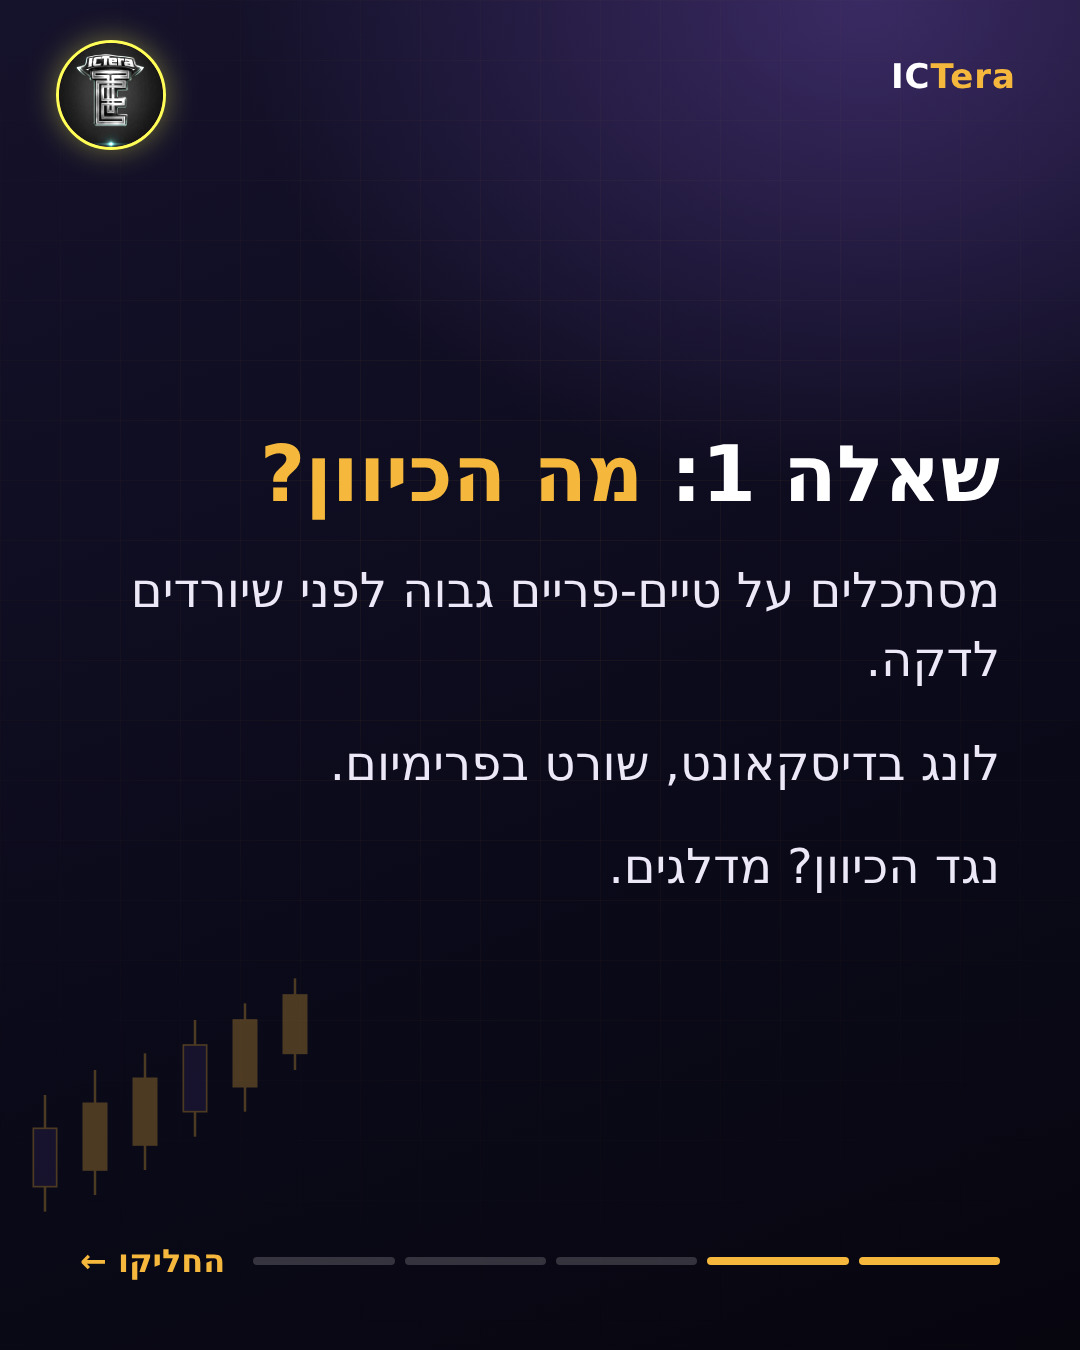 ICTera
ICTera
שאלה 1: מה הכיוון?
מסתכלים על טיים-פריים גבוה לפני שיורדים
לדקה.
לונג בדיסקאונט, שורט בפרימיום.
נגד הכיוון? מדלגים.
החליקו ←